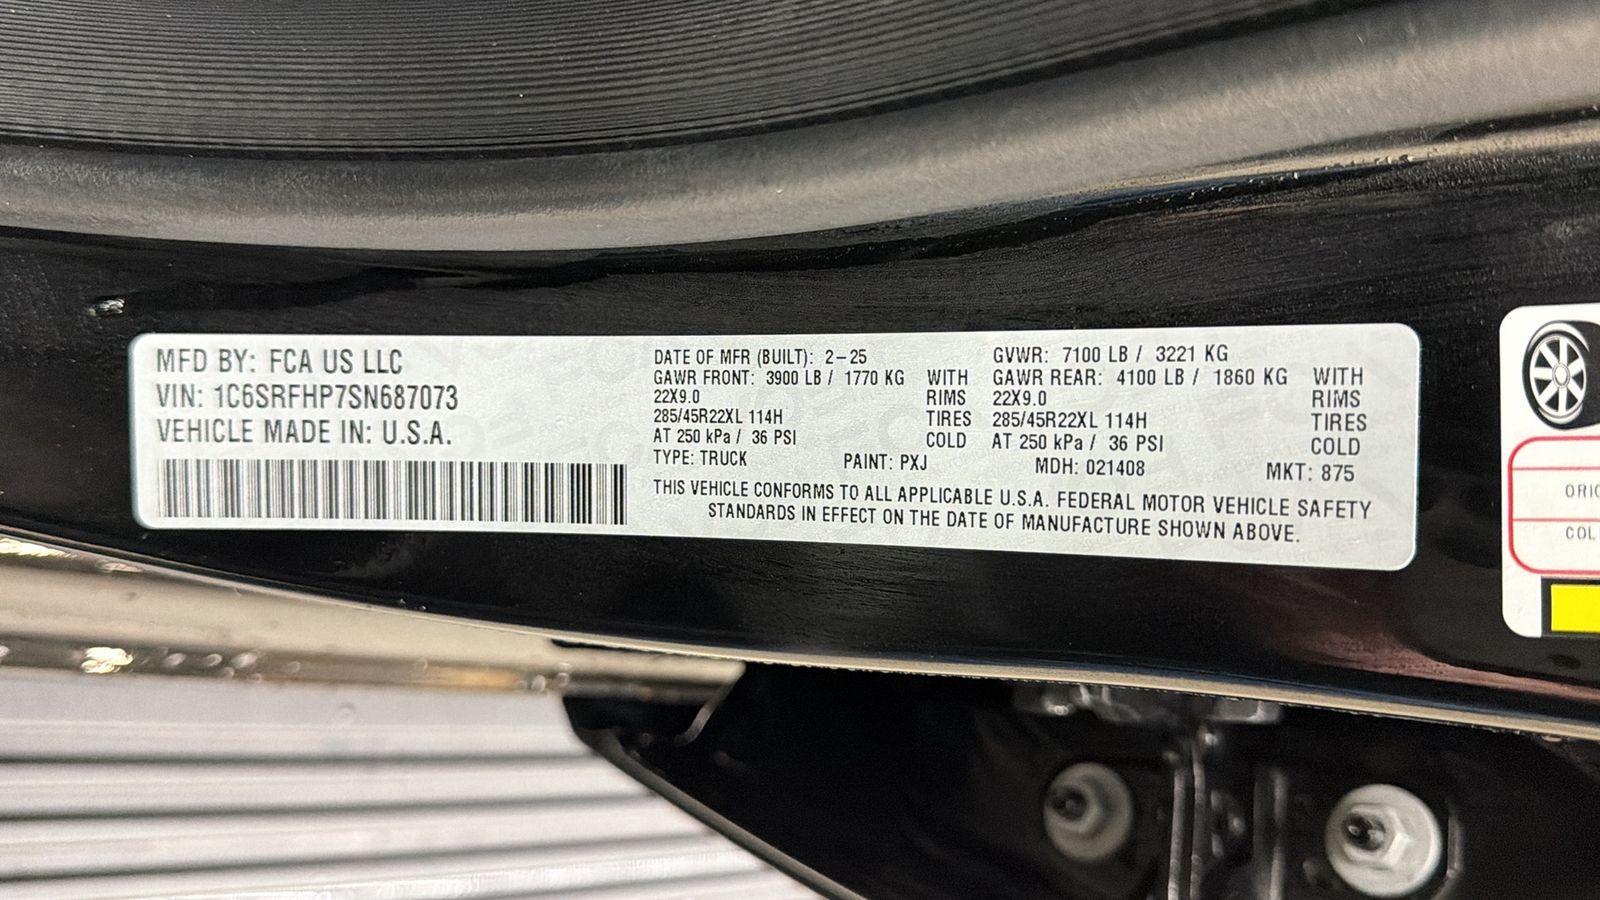 MFD BY: FCA US LLC
VIN: 1C6SRFHP7SN687073
VEHICLE MADE IN: U.S.A.
DATE OF MFR (BUILT): 2-25 GVWR: 7100 LB / 3221 KG
GAWR FRONT: 3900 LB / 1770 KG WITH GAWR REAR: 4100 LB / 1860 KG WITH
22X9.0 RIMS 22X9.0 RIMS
285/45R22XL 114H TIRES 285/45R22XL 114H TIRES
AT 250 kPa / 36 PSI COLD AT 250 kPa / 36 PSI COLD
TYPE: TRUCK PAINT: PXJ MDH: 021408 MKT: 875
THIS VEHICLE CONFORMS TO ALL APPLICABLE U.S.A. FEDERAL MOTOR VEHICLE SAFETY
STANDARDS IN EFFECT ON THE DATE OF MANUFACTURE SHOWN ABOVE.